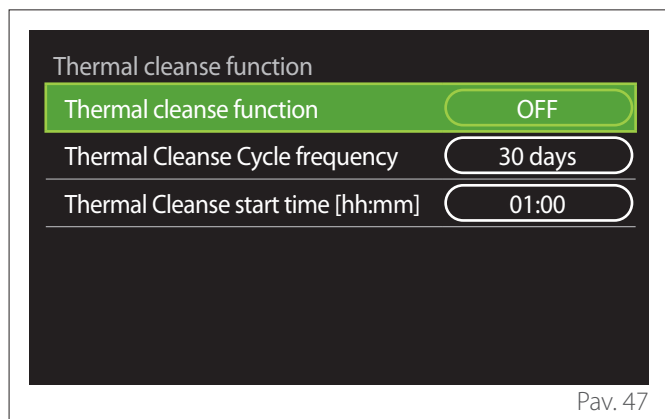 Thermal cleanse function
Thermal cleanse function OFF
Thermal Cleanse Cycle frequency 30 days
Thermal Cleanse start time [hh:mm] 01:00
Pav. 47